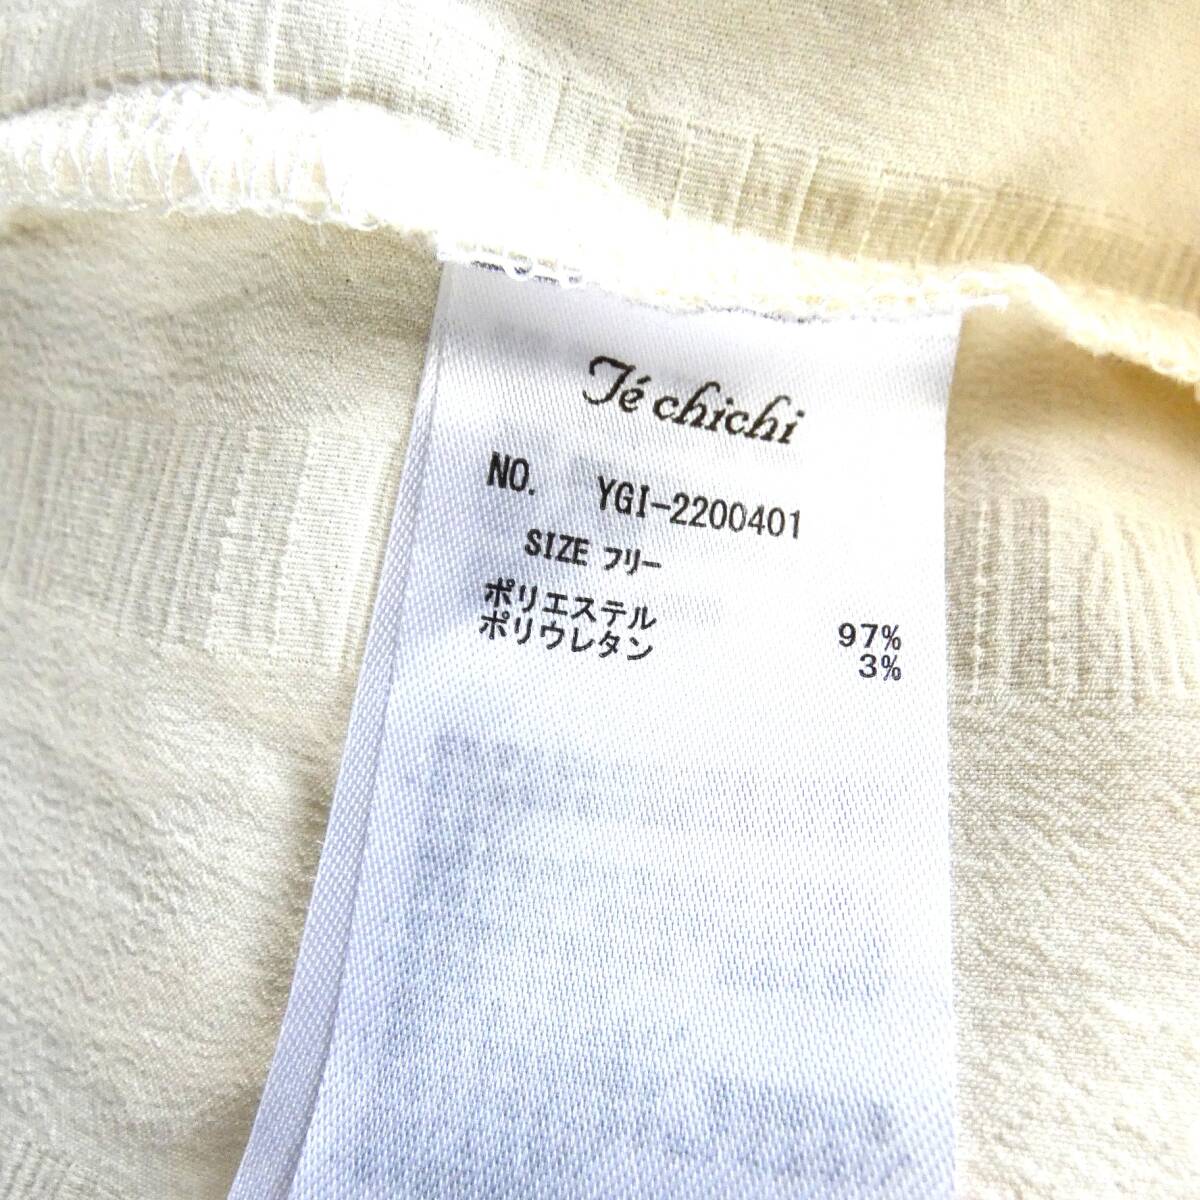 Té chichi
NO. YGI-2200401
SIZE フリー
ポリエステル 97%
ポリウレタン 3%